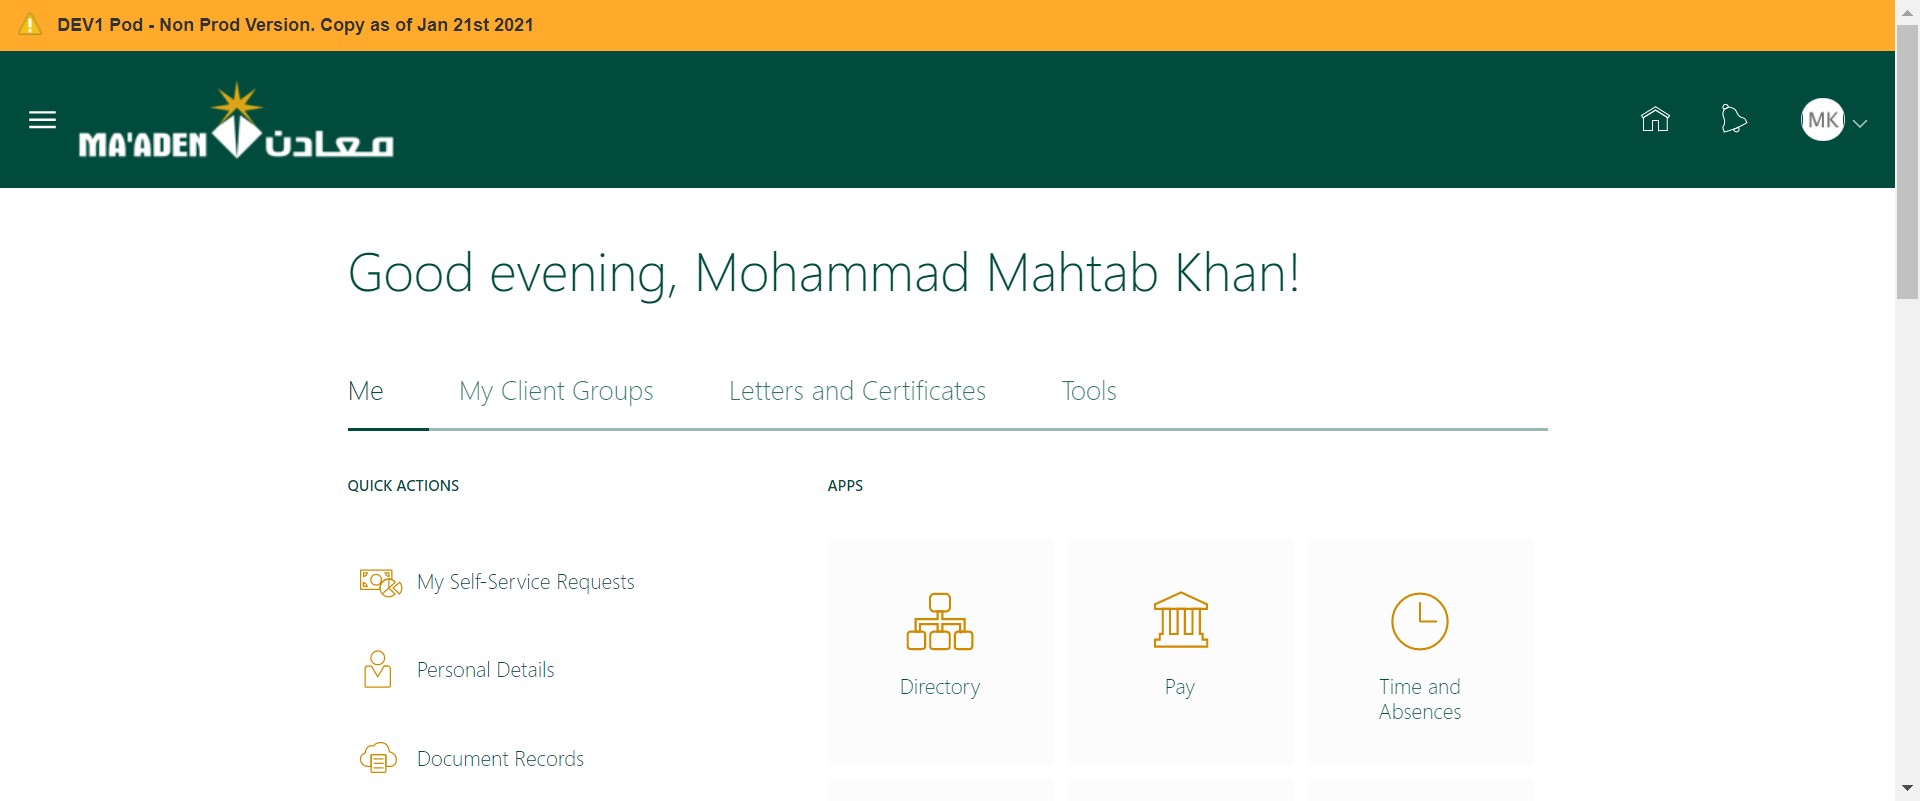 DEV1 Pod - Non Prod Version. Copy as of Jan 21st 2021
MA'ADEN معادن
MK
Good evening, Mohammad Mahtab Khan!
Me My Client Groups Letters and Certificates Tools
QUICK ACTIONS
My Self-Service Requests
Personal Details
Document Records
APPS
Directory
Pay
Time and
Absences